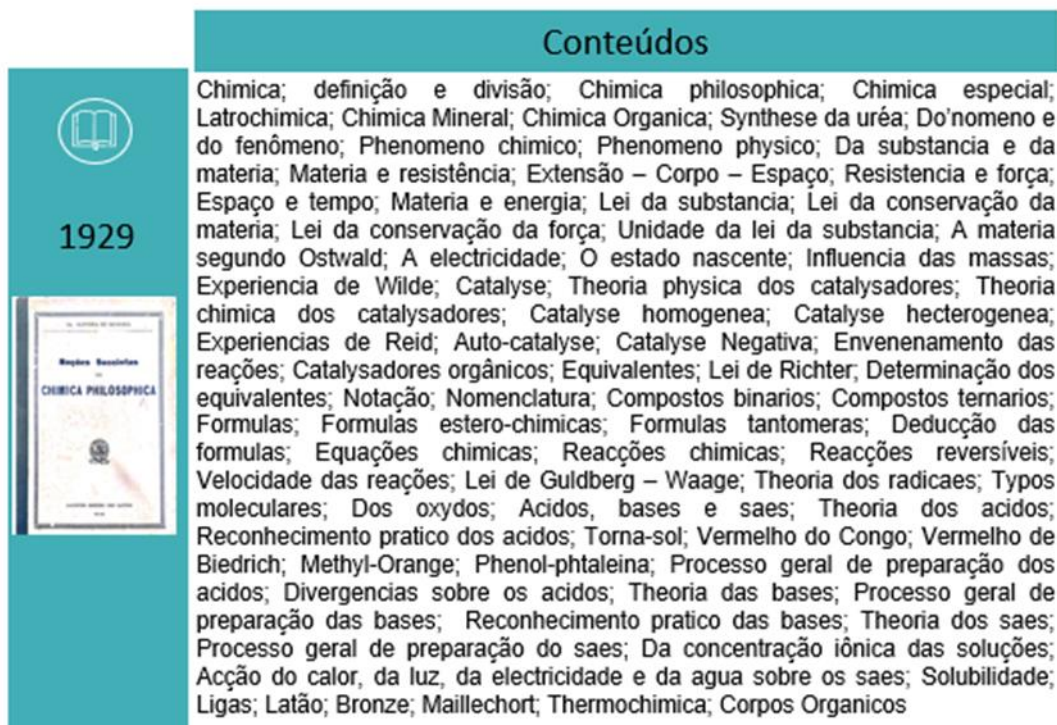 Conteúdos
Chimica; definição e divisão; Chimica philosophica; Chimica especial;
Latrochimica; Chimica Mineral; Chimica Organica; Synthese da uréa; Do'nomeno e
do fenômeno; Phenomeno chimico; Phenomeno physico; Da substancia e da
materia; Materia e resistência; Extensão – Corpo – Espaço; Resistencia e força;
Espaço e tempo; Materia e energia; Lei da substancia; Lei da conservação da
materia; Lei da conservação da força; Unidade da lei da substancia; A materia
segundo Ostwald; A electricidade; O estado nascente; Influencia das massas;
Experiencia de Wilde; Catalyse; Theoria physica dos catalysadores; Theoria
chimica dos catalysadores; Catalyse homogenea; Catalyse hecterogenea;
Experiencias de Reid; Auto-catalyse; Catalyse Negativa; Envenenamento das
reações; Catalysadores orgânicos; Equivalentes; Lei de Richter; Determinação dos
equivalentes; Notação; Nomenclatura; Compostos binarios; Compostos ternarios;
Formulas; Formulas estero-chimicas; Formulas tantomeras; Deducção das
formulas; Equações chimicas; Reacções chimicas; Reacções reversíveis;
Velocidade das reações; Lei de Guldberg – Waage; Theoria dos radicaes; Typos
moleculares; Dos oxydos; Acidos, bases e saes; Theoria dos acidos;
Reconhecimento pratico dos acidos; Torna-sol; Vermelho do Congo; Vermelho de
Biedrich; Methyl-Orange; Phenol-phtaleina; Processo geral de preparação dos
acidos; Divergencias sobre os acidos; Theoria das bases; Processo geral de
preparação das bases; Reconhecimento pratico das bases; Theoria dos saes;
Processo geral de preparação do saes; Da concentração iônica das soluções;
Acção do calor, da luz, da electricidade e da agua sobre os saes; Solubilidade;
Ligas; Latão; Bronze; Maillechort; Thermochimica; Corpos Organicos
1929
Noções Succintas
CHIMICA PHILOSOPHICA